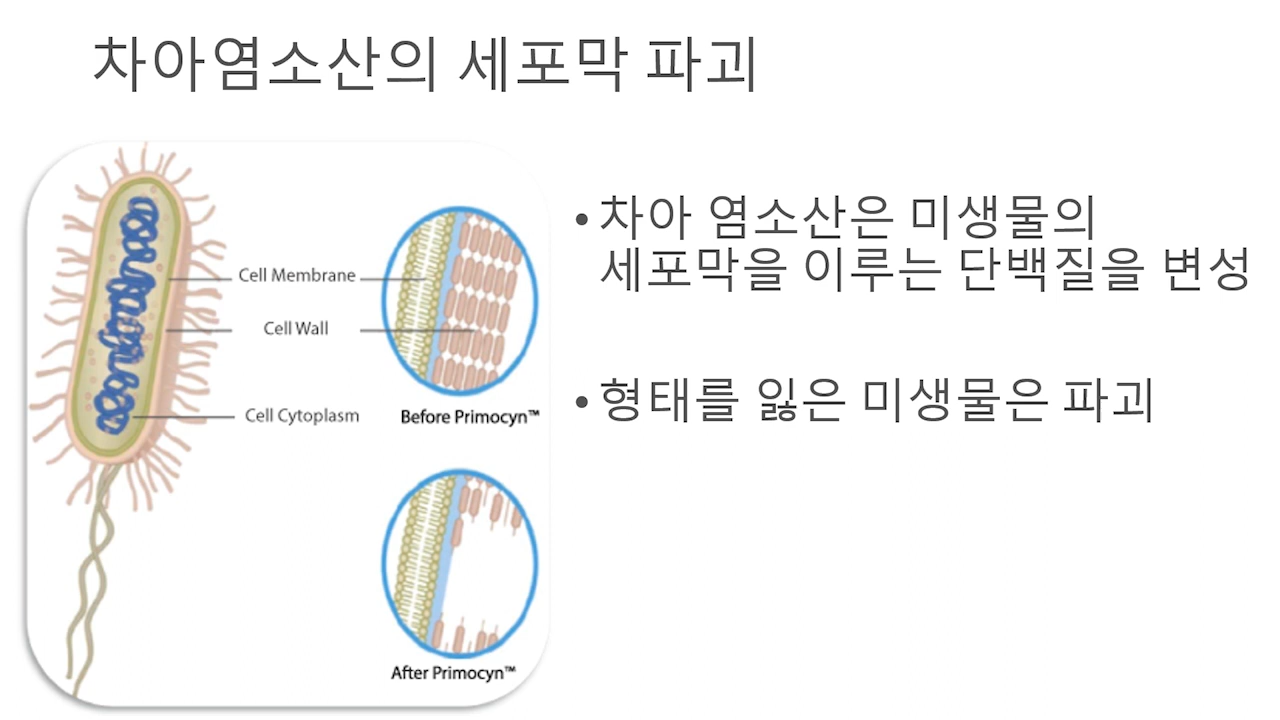 차아염소산의 세포막 파괴
Cell Membrane
Cell Wall
Cell Cytoplasm
Before Primocyn™
After Primocyn™
• 차아 염소산은 미생물의
세포막을 이루는 단백질을 변성
• 형태를 잃은 미생물은 파괴